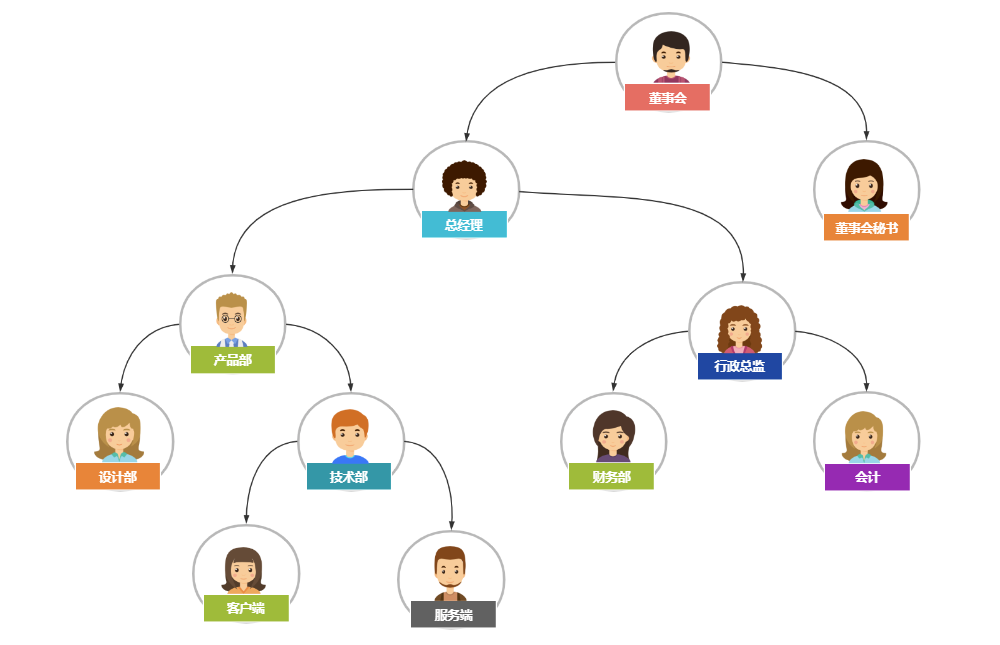 董事会
总经理
董事会秘书
产品部
行政总监
设计部
技术部
财务部
会计
客户端
服务端